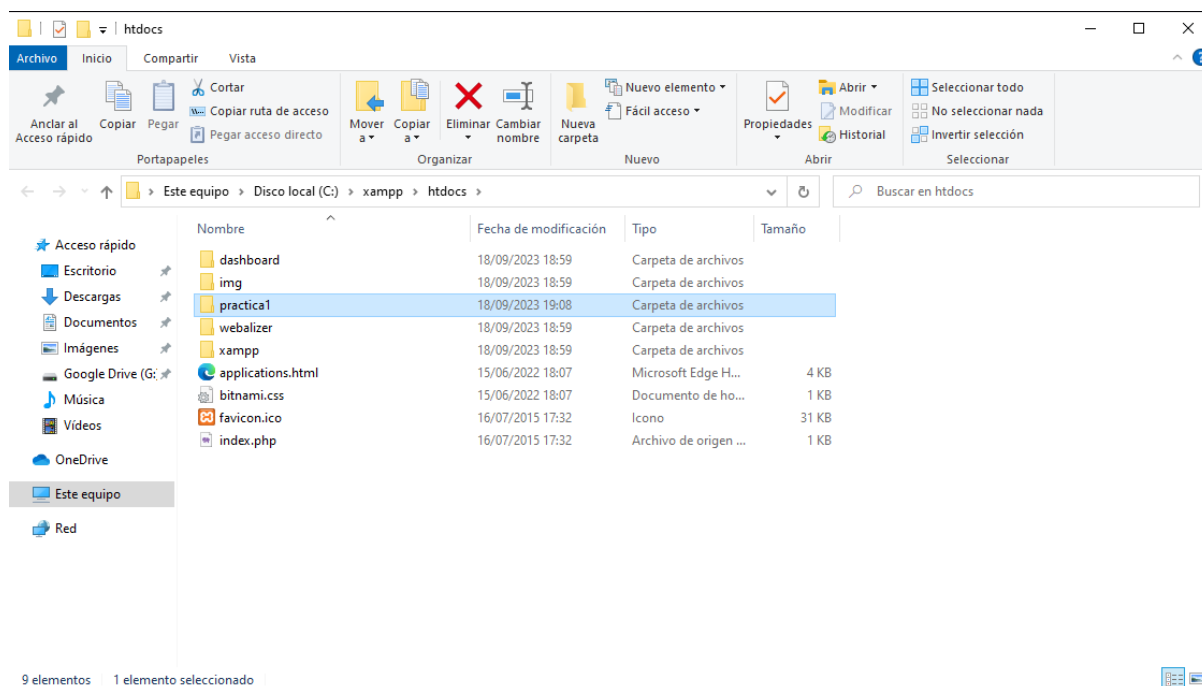 htdocs
Archivo Inicio Compartir Vista
Anclar al Acceso rápido
Copiar
Pegar
Cortar
Copiar ruta de acceso
Pegar acceso directo
Portapapeles
Mover a
Copiar a
Eliminar
Cambiar nombre
Organizar
Nueva carpeta
Nuevo elemento
Fácil acceso
Nuevo
Propiedades
Abrir
Modificar
Historial
Abrir
Seleccionar todo
No seleccionar nada
Invertir selección
Seleccionar
Este equipo > Disco local (C:) > xampp > htdocs >
Buscar en htdocs
Acceso rápido
Escritorio
Descargas
Documentos
Imágenes
Google Drive (G:
Música
Vídeos
OneDrive
Este equipo
Red
Nombre Fecha de modificación Tipo Tamaño
dashboard 18/09/2023 18:59 Carpeta de archivos
img 18/09/2023 18:59 Carpeta de archivos
practica1 18/09/2023 19:08 Carpeta de archivos
webalizer 18/09/2023 18:59 Carpeta de archivos
xampp 18/09/2023 18:59 Carpeta de archivos
applications.html 15/06/2022 18:07 Microsoft Edge H... 4 KB
bitnami.css 15/06/2022 18:07 Documento de ho... 1 KB
favicon.ico 16/07/2015 17:32 Icono 31 KB
index.php 16/07/2015 17:32 Archivo de origen ... 1 KB
9 elementos 1 elemento seleccionado